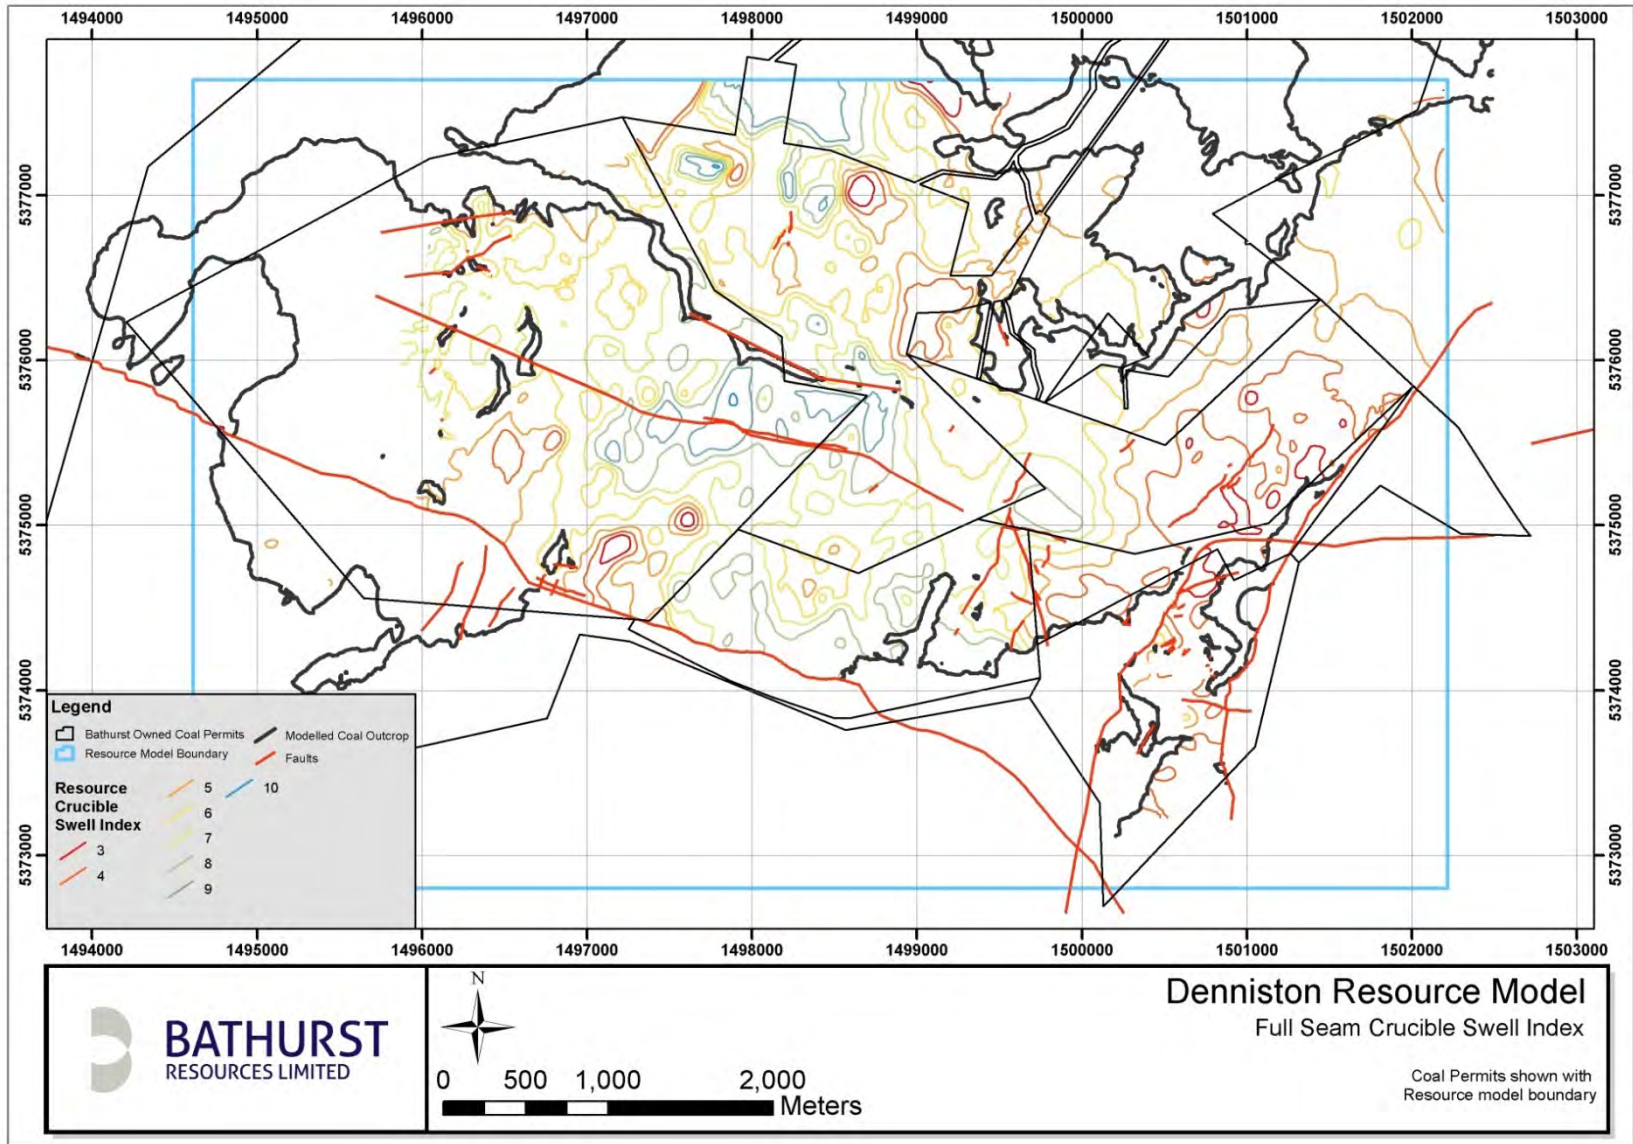 1494000 1495000 1496000 1497000 1498000 1499000 1500000 1501000 1502000 1503000
5377000 5377000
5376000 5376000
5375000 5375000
5374000 5374000
5373000 5373000
Legend
Bathurst Owned Coal Permits Modelled Coal Outcrop
Resource Model Boundary Faults
Resource
Crucible
Swell Index
3
4
5
6
7
8
9
10
1494000 1495000 1496000 1497000 1498000 1499000 1500000 1501000 1502000 1503000
BATHURST
RESOURCES LIMITED
N
0 500 1,000 2,000
Meters
Denniston Resource Model
Full Seam Crucible Swell Index
Coal Permits shown with
Resource model boundary